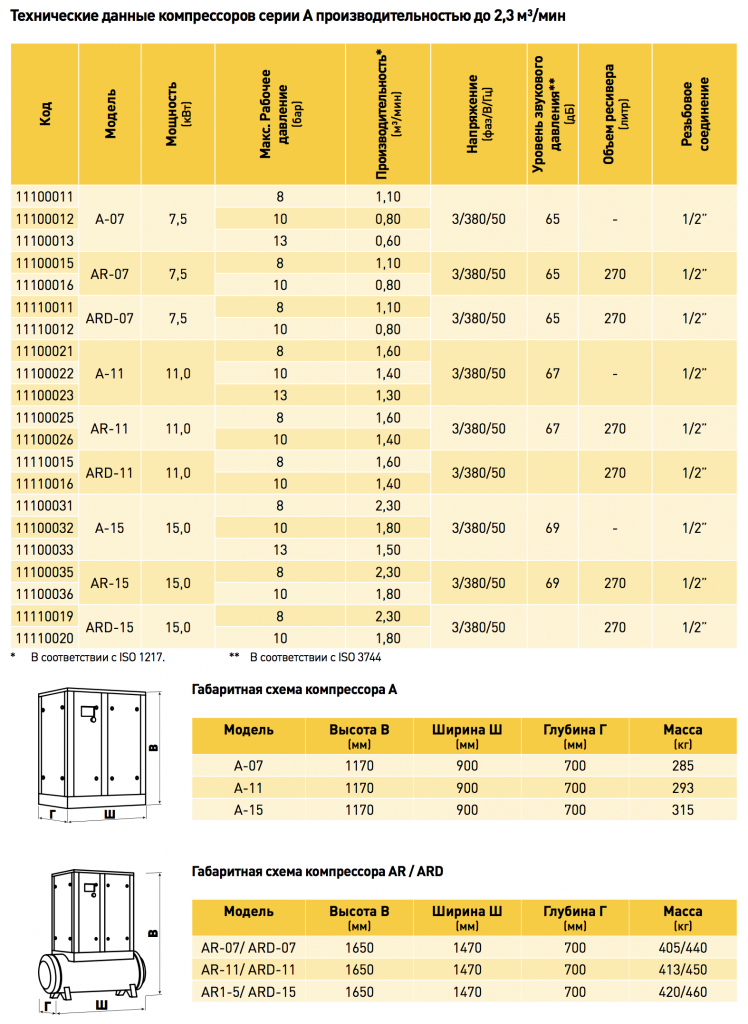 Технические данные компрессоров серии А производительностью до 2,3 м³/мин
Код Модель Мощность (кВт) Макс. Рабочее давление (бар) Производительность* (м³/мин) Напряжение (фаз/В/Гц) Уровень звукового давления** (дБ) Объем ресивера (литр) Резьбовое соединение
11100011 8 1,10
11100012 А-07 7,5 10 0,80 3/380/50 65 - 1/2”
11100013 13 0,60
11100015 8 1,10
AR-07 7,5 3/380/50 65 270 1/2”
11100016 10 0,80
11110011 8 1,10
ARD-07 7,5 3/380/50 65 270 1/2”
11110012 10 0,80
11100021 8 1,60
11100022 А-11 11,0 10 1,40 3/380/50 67 - 1/2”
11100023 13 1,30
11100025 8 1,60
AR-11 11,0 3/380/50 67 270 1/2”
11100026 10 1,40
11110015 8 1,60
ARD-11 11,0 3/380/50 270 1/2”
11110016 10 1,40
11100031 8 2,30
11100032 А-15 15,0 10 1,80 3/380/50 69 - 1/2”
11100033 13 1,50
11100035 8 2,30
AR-15 15,0 3/380/50 69 270 1/2”
11100036 10 1,80
11110019 8 2,30
ARD-15 15,0 3/380/50 270 1/2”
11110020 10 1,80
* В соответствии с ISO 1217. ** В соответствии с ISO 3744
Габаритная схема компрессора А
Модель Высота В Ширина Ш Глубина Г Масса
(мм) (мм) (мм) (кг)
А-07 1170 900 700 285
А-11 1170 900 700 293
А-15 1170 900 700 315
В
Г Ш
Габаритная схема компрессора AR / ARD
Модель Высота В Ширина Ш Глубина Г Масса
(мм) (мм) (мм) (кг)
AR-07/ ARD-07 1650 1470 700 405/440
AR-11/ ARD-11 1650 1470 700 413/450
AR1-5/ ARD-15 1650 1470 700 420/460
В
Г Ш